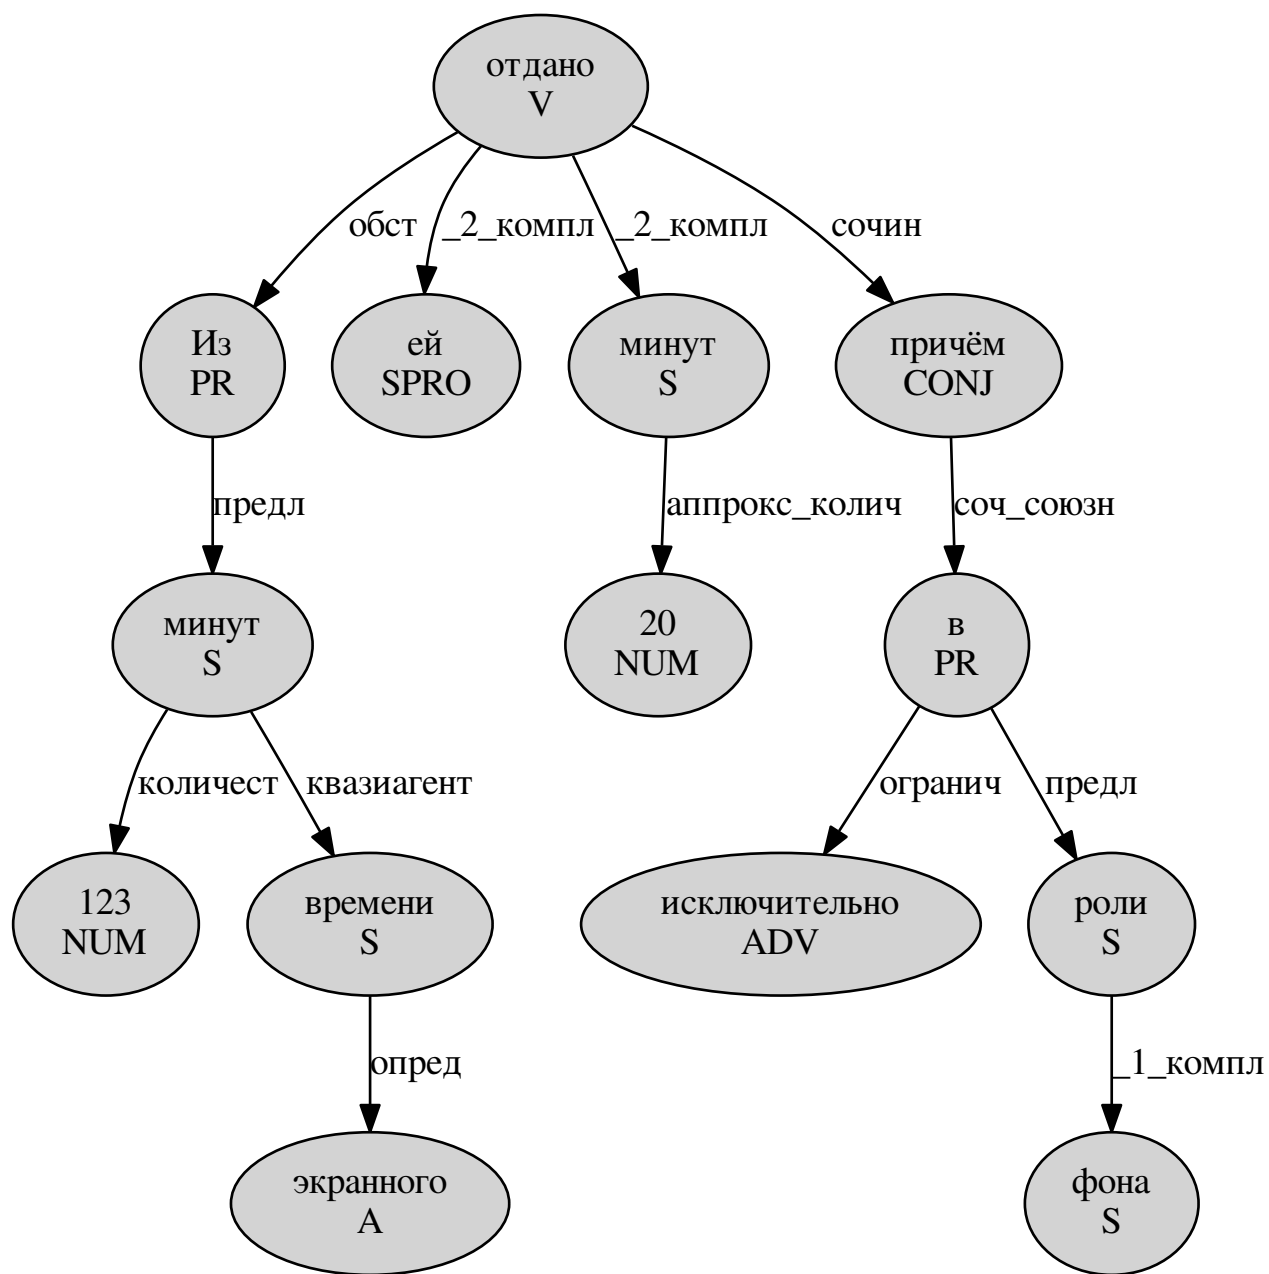 отдано
V
обст
_2_компл
_2_компл
сочин
Из
PR
ей
SPRO
минут
S
причём
CONJ
предл
аппрокс_колич
соч_союзн
минут
S
20
NUM
в
PR
количест
квазиагент
огранич
предл
123
NUM
времени
S
исключительно
ADV
роли
S
опред
_1_компл
экранного
A
фона
S